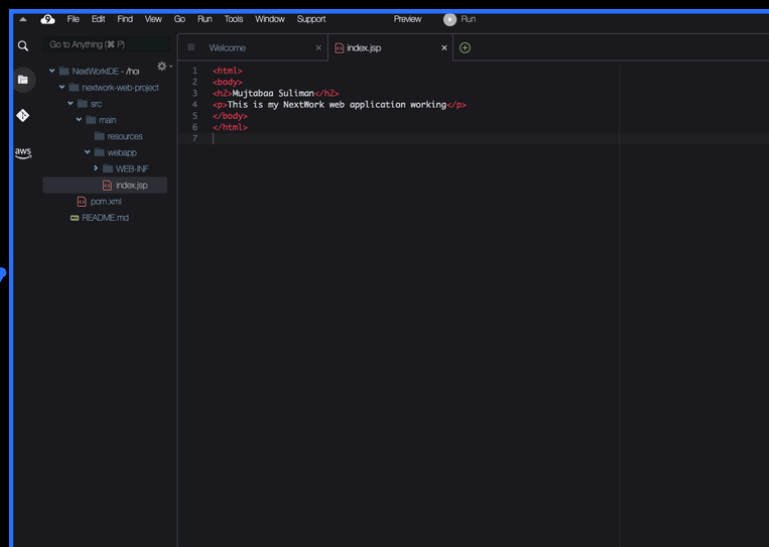 File Edit Find View Go Run Tools Window Support Preview Run
Go to Anything (⌘ P)
Welcome
index.jsp
NextWorkIDE - /ho
nextwork-web-project
src
main
resources
webapp
WEB-INF
index.jsp
pom.xml
README.md
aws
1 <html>
2 <body>
3 <h2>Mujtabaa Suliman</h2>
4 <p>This is my NextWork web application working</p>
5 </body>
6 </html>
7